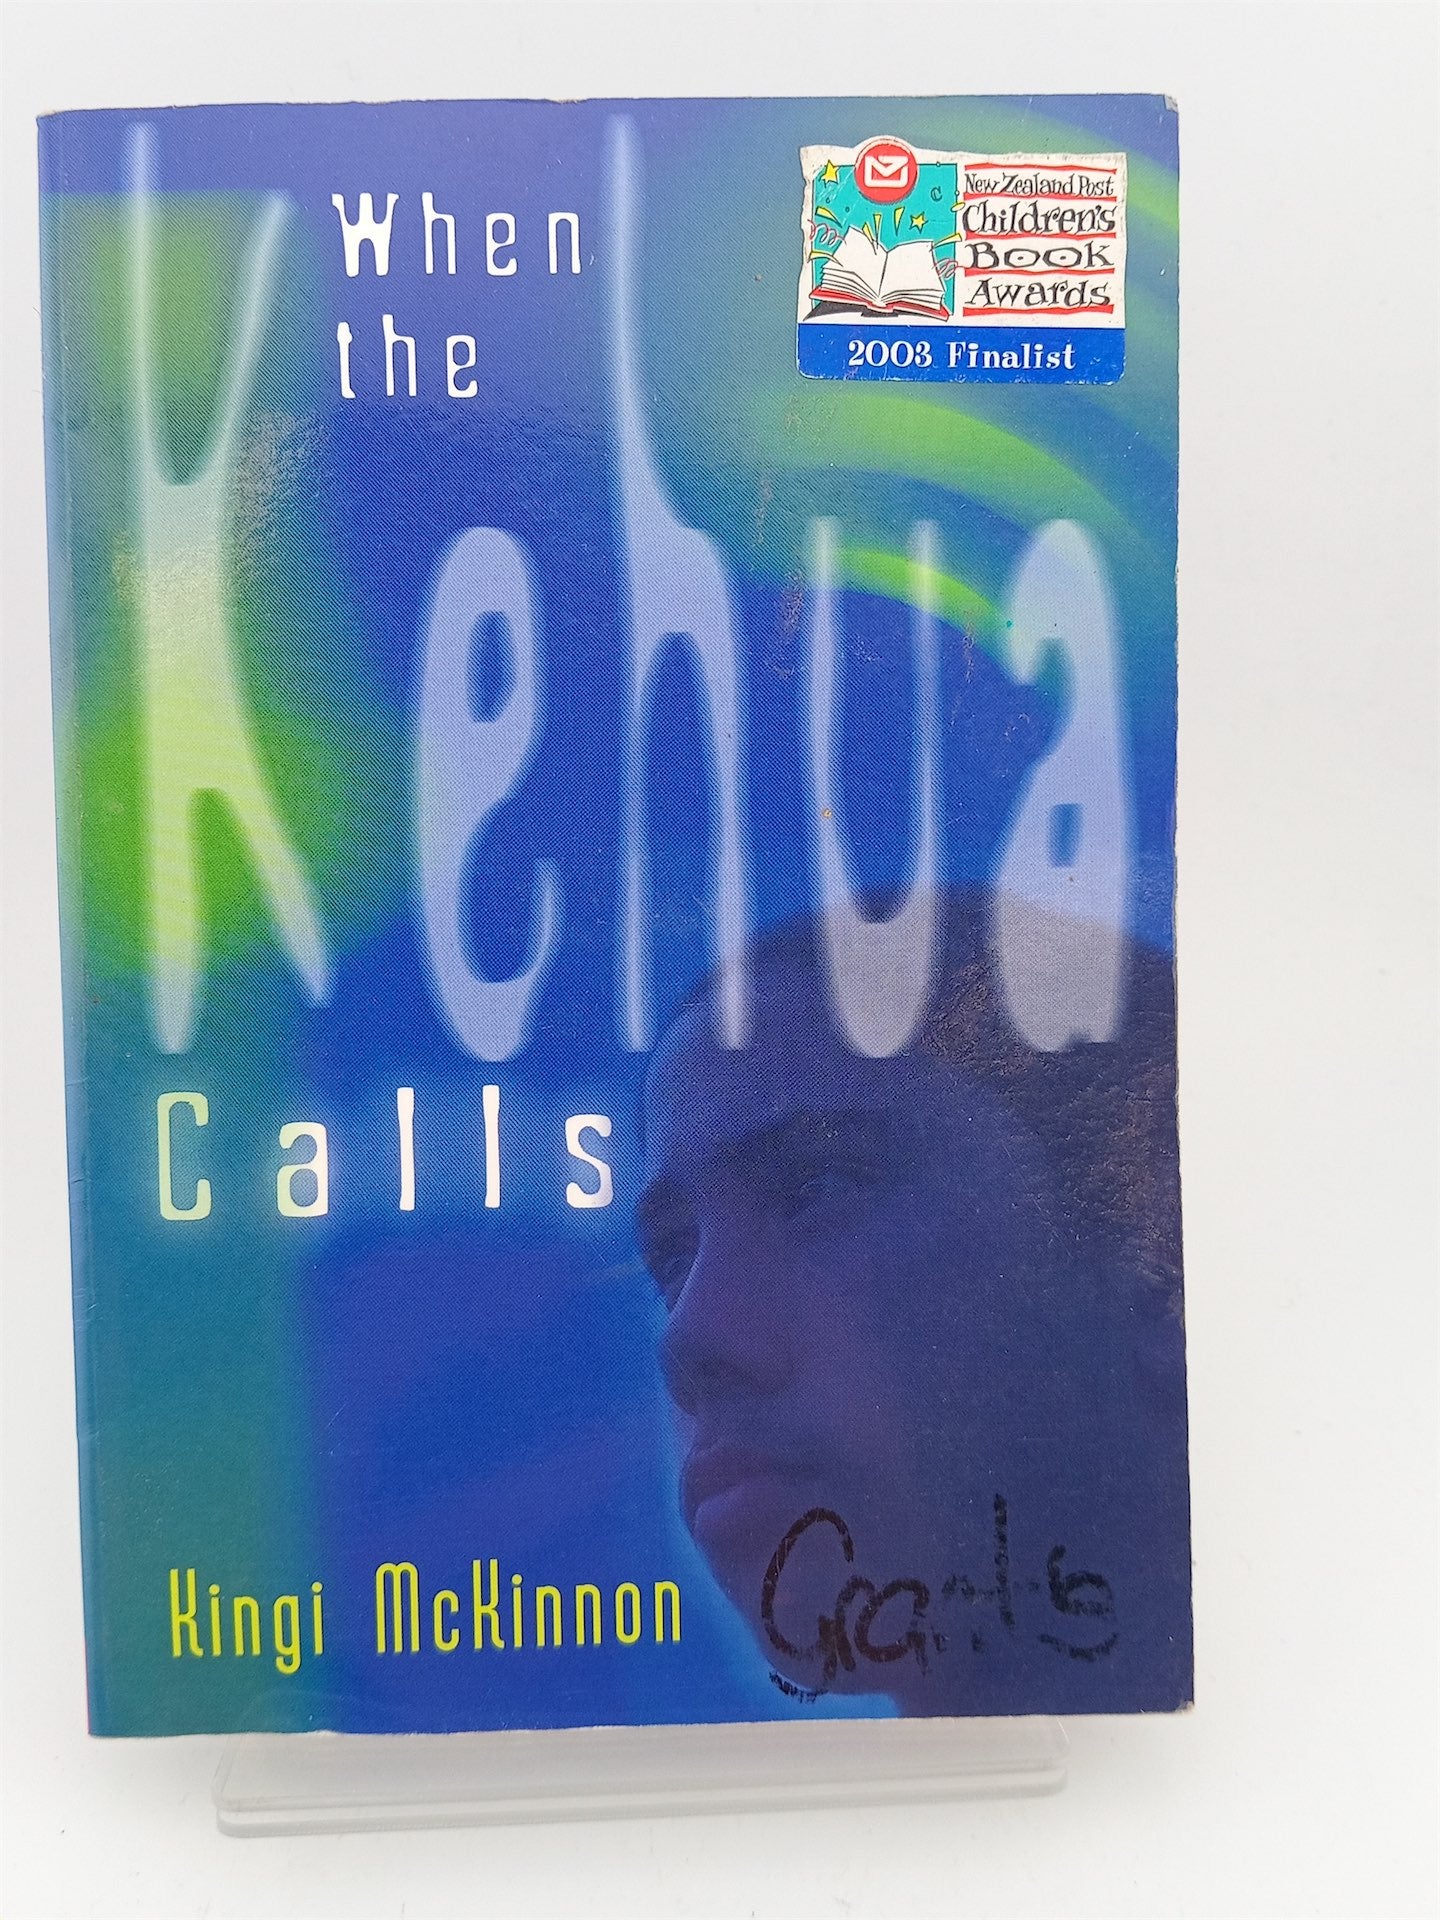 When
the
Kehua
Calls
New Zealand Post
Children's
Book
Awards
2003 Finalist
Kingi McKinnon